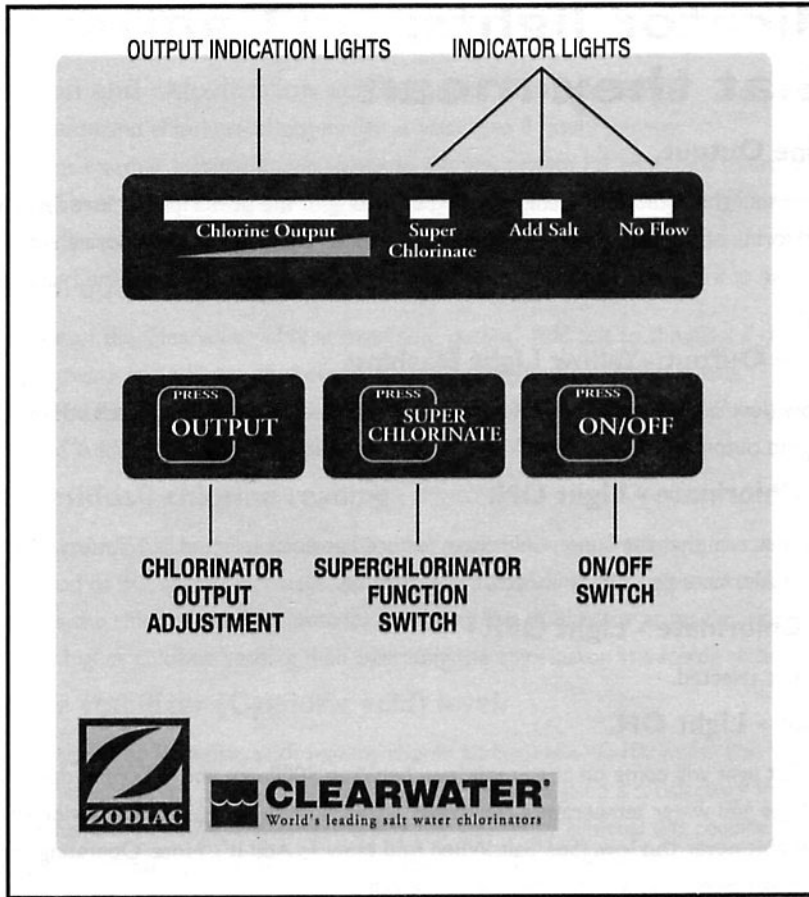 OUTPUT INDICATION LIGHTS
INDICATOR LIGHTS
Chlorine Output
Super
Chlorinate
Add Salt
No Flow
PRESS
OUTPUT
PRESS
SUPER
CHLORINATE
PRESS
ON/OFF
CHLORINATOR
OUTPUT
ADJUSTMENT
SUPERCHLORINATOR
FUNCTION
SWITCH
ON/OFF
SWITCH
ZODIAC
CLEARWATER®
World's leading salt water chlorinators